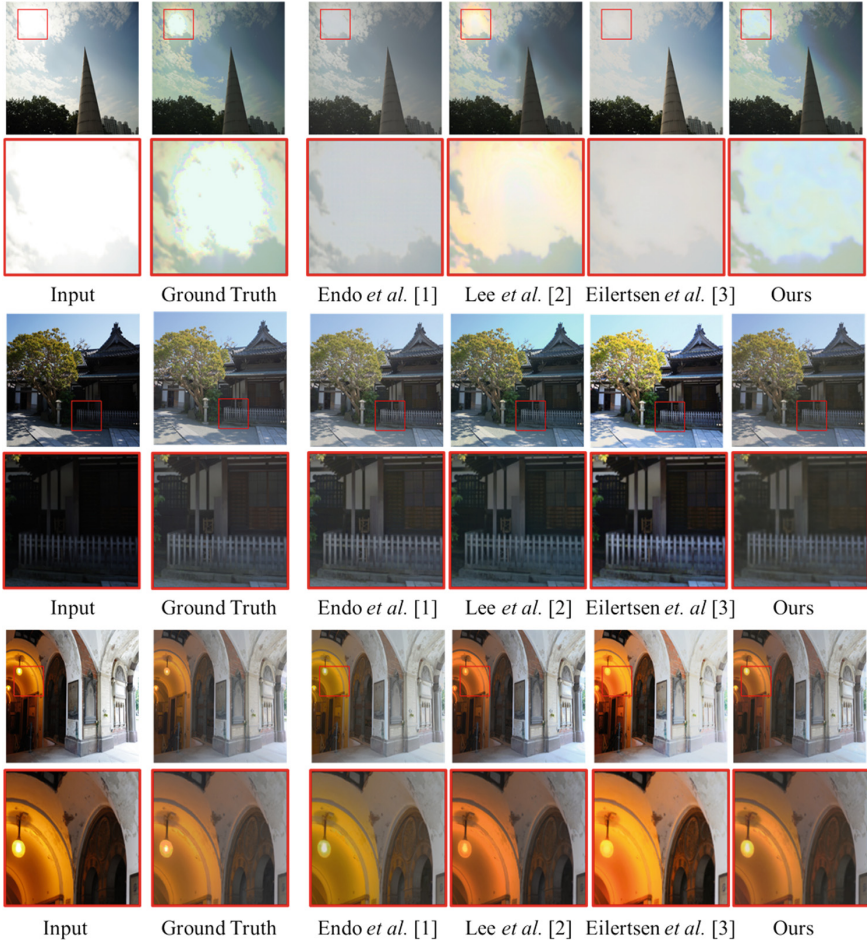 Input Ground Truth Endo et al. [1] Lee et al. [2] Eilertsen et al. [3] Ours
Input Ground Truth Endo et al. [1] Lee et al. [2] Eilertsen et. al [3] Ours
Input Ground Truth Endo et al. [1] Lee et al. [2] Eilertsen et al. [3] Ours